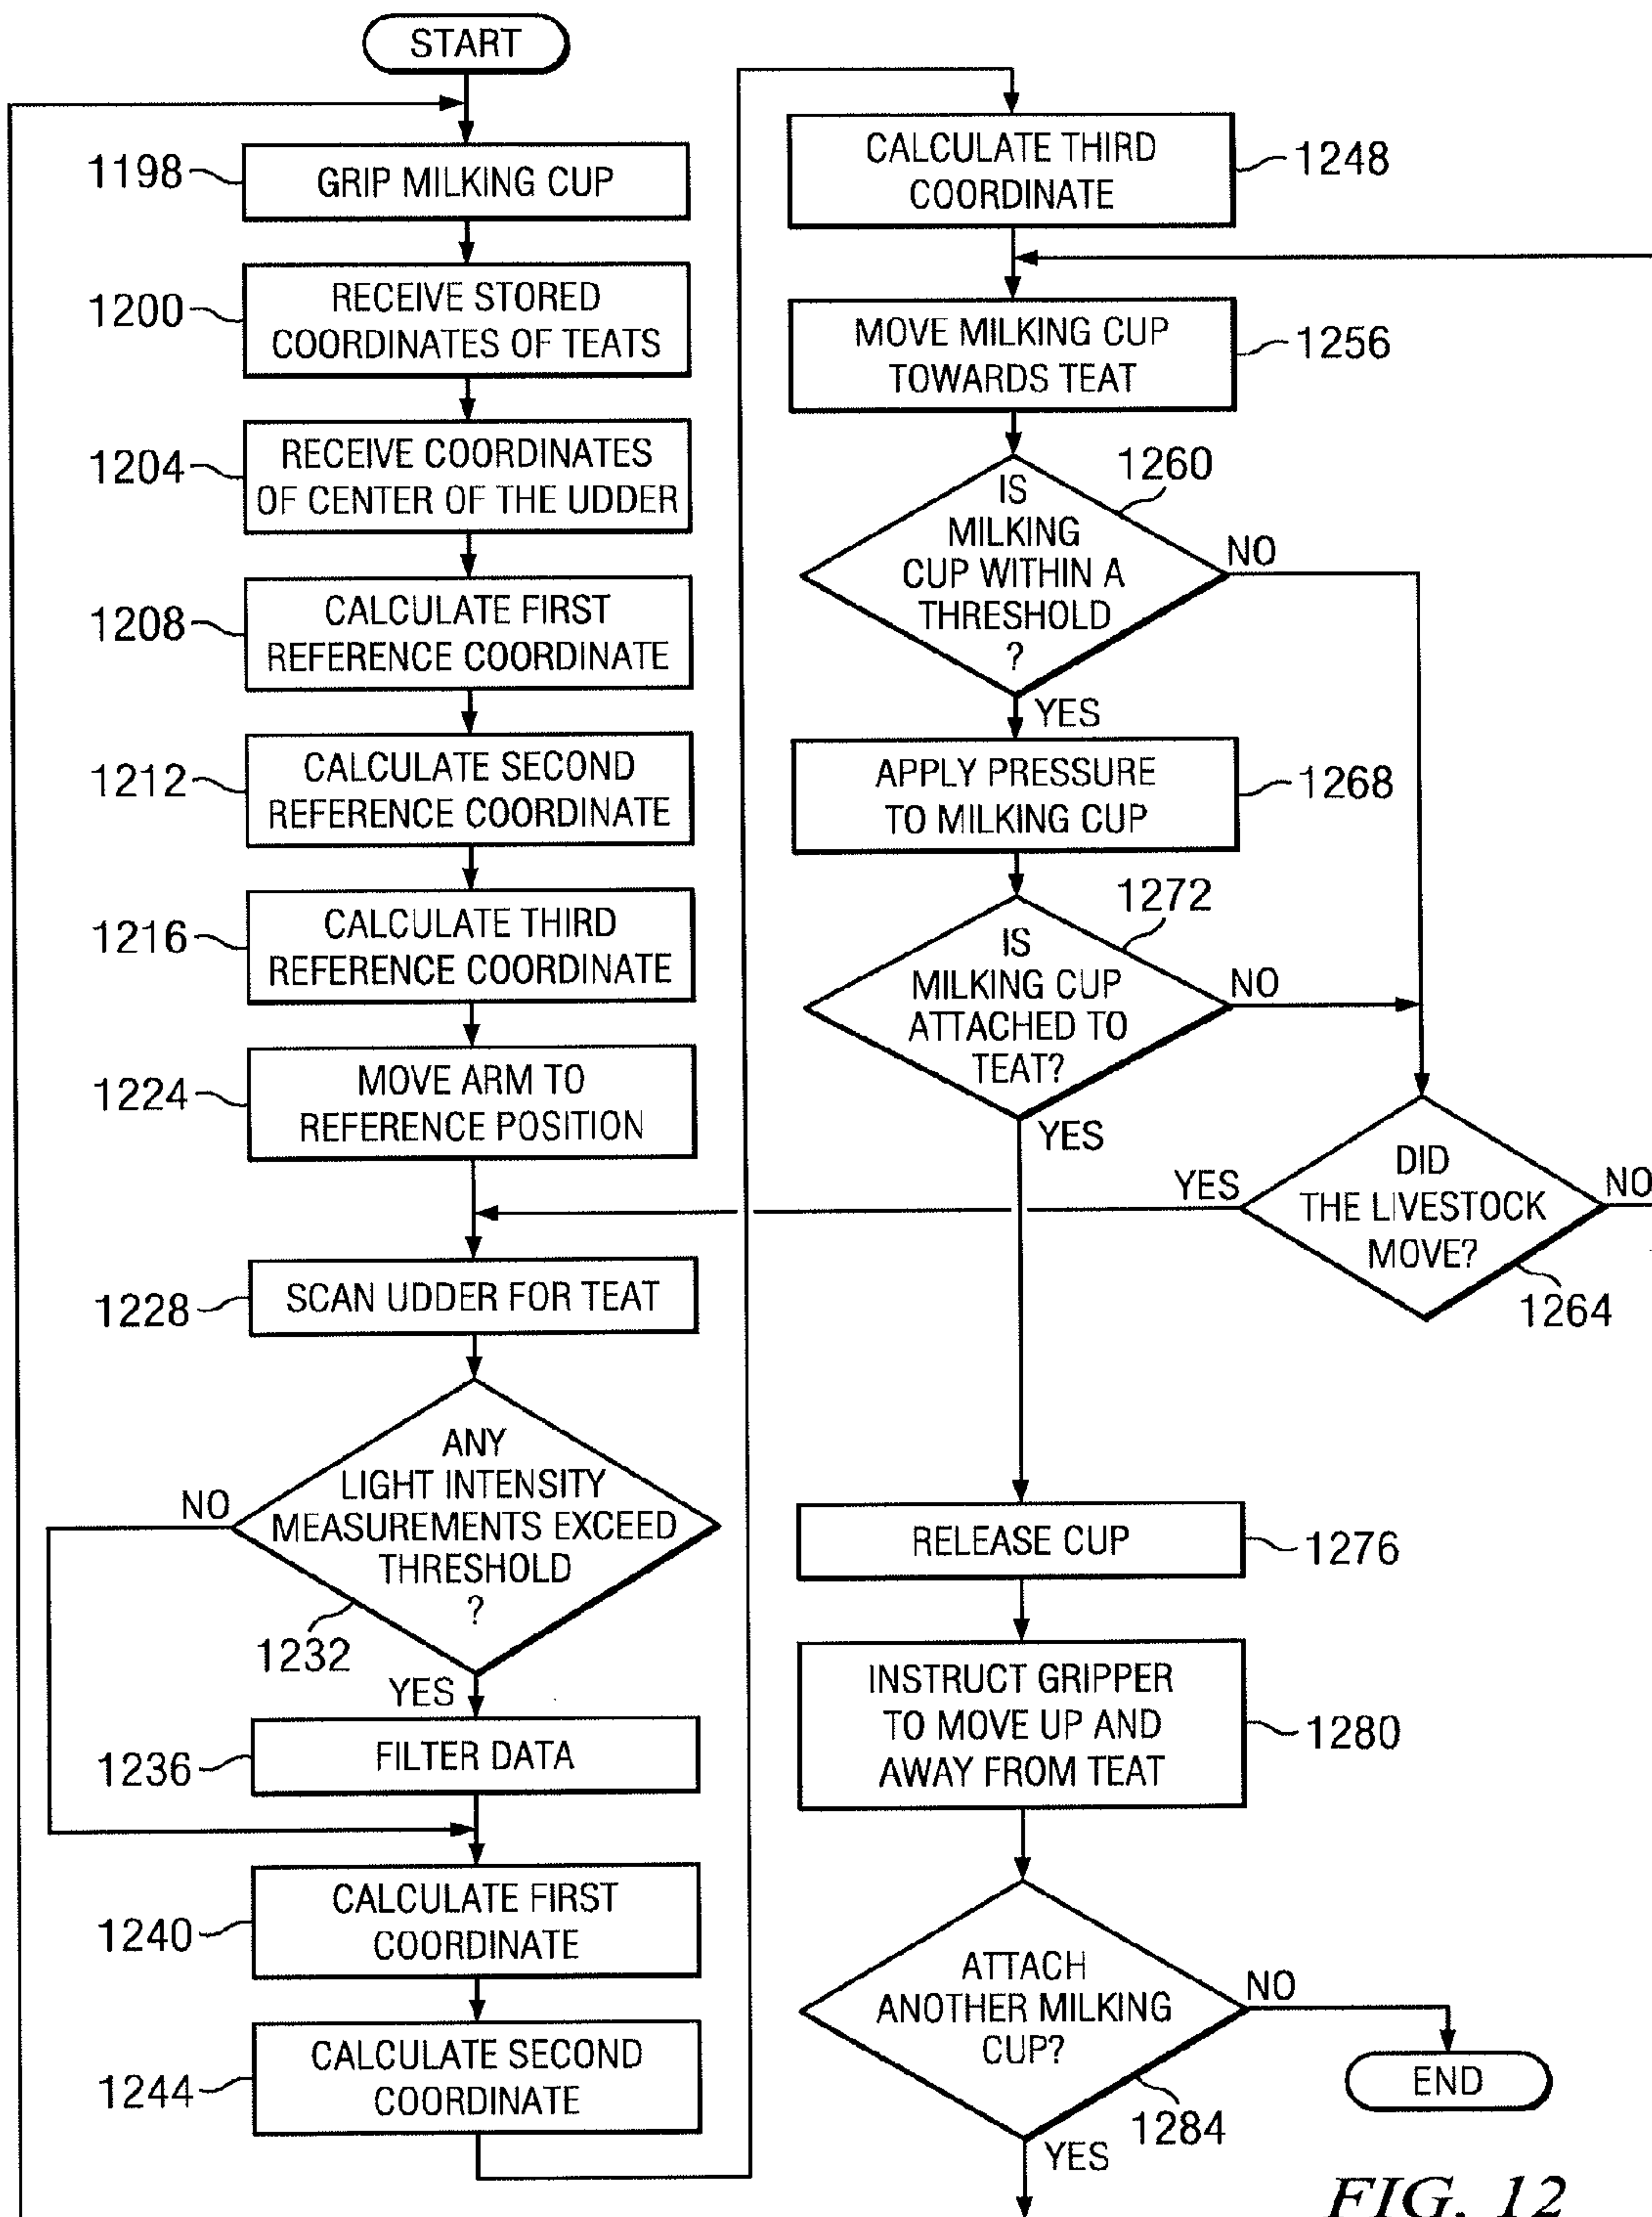 START
1198
GRIP MILKING CUP
1200
RECEIVE STORED
COORDINATES OF TEATS
1204
RECEIVE COORDINATES
OF CENTER OF THE UDDER
1208
CALCULATE FIRST
REFERENCE COORDINATE
1212
CALCULATE SECOND
REFERENCE COORDINATE
1216
CALCULATE THIRD
REFERENCE COORDINATE
1224
MOVE ARM TO
REFERENCE POSITION
1228
SCAN UDDER FOR TEAT
ANY
LIGHT INTENSITY
MEASUREMENTS EXCEED
THRESHOLD
?
NO
1232
YES
1236
FILTER DATA
1240
CALCULATE FIRST
COORDINATE
1244
CALCULATE SECOND
COORDINATE
CALCULATE THIRD
COORDINATE
1248
MOVE MILKING CUP
TOWARDS TEAT
1256
1260
IS
MILKING
CUP WITHIN A
THRESHOLD
?
NO
YES
APPLY PRESSURE
TO MILKING CUP
1268
1272
IS
MILKING CUP
ATTACHED TO
TEAT?
NO
YES
YES
DID
THE LIVESTOCK
MOVE?
NO
1264
RELEASE CUP
1276
INSTRUCT GRIPPER
TO MOVE UP AND
AWAY FROM TEAT
1280
ATTACH
ANOTHER MILKING
CUP?
NO
END
1284
YES
FIG. 12